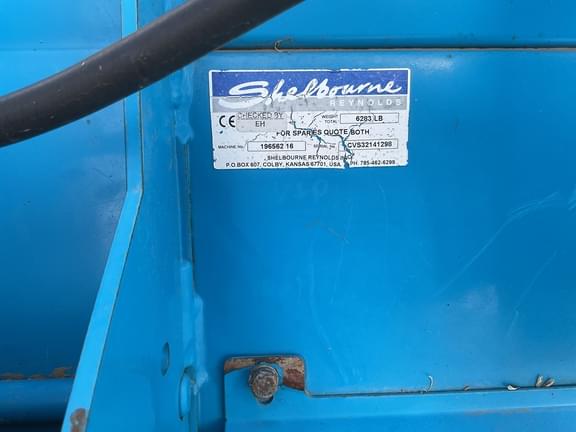 Shelbourne
REYNOLDS
CE CHECKED BY EH WEIGHT TOTAL 6283 LB
FOR SPARES QUOTE BOTH
MACHINE No. 196562 16 SERIAL No. CVS32141298
SHELBOURNE REYNOLDS INC.
P.O.BOX 607, COLBY, KANSAS 67701, USA. PH. 785-462-6299